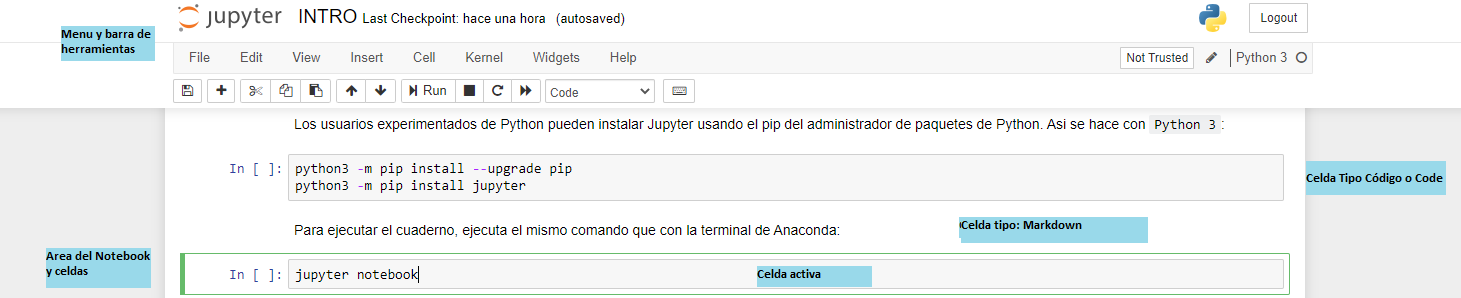 jupyter INTRO Last Checkpoint: hace una hora (autosaved)
Logout
Menu y barra de
herramientas
File Edit View Insert Cell Kernel Widgets Help
Not Trusted
Python 3
Run
Code
Los usuarios experimentados de Python pueden instalar Jupyter usando el pip del administrador de paquetes de Python. Asi se hace con Python 3:
In [ ]: python3 -m pip install --upgrade pip
python3 -m pip install jupyter
Celda Tipo Código o Code
Para ejecutar el cuaderno, ejecuta el mismo comando que con la terminal de Anaconda:
Celda tipo: Markdown
Area del Notebook
y celdas
In [ ]: jupyter notebook
Celda activa